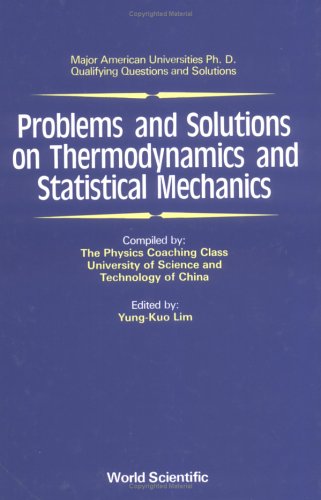 Major American Universities Ph. D.
Qualifying Questions and Solutions
Problems and Solutions
on Thermodynamics and
Statistical Mechanics
Compiled by:
The Physics Coaching Class
University of Science and
Technology of China
Edited by:
Yung-Kuo Lim
World Scientific